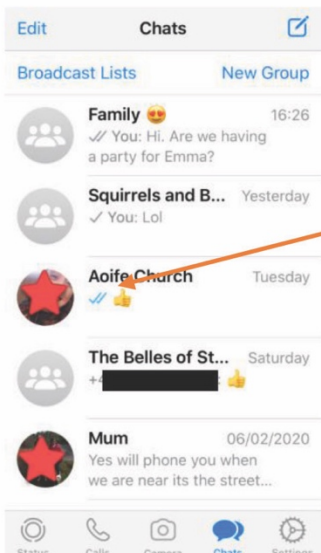 Edit Chats
Broadcast Lists New Group
Family 😍 16:26
You: Hi. Are we having
a party for Emma?
Squirrels and B... Yesterday
You: Lol
Aoife Church Tuesday
👍
The Belles of St... Saturday
: 👍
Mum 06/02/2020
Yes will phone you when
we are near its the street...
Status Calls Camera Chats Settings